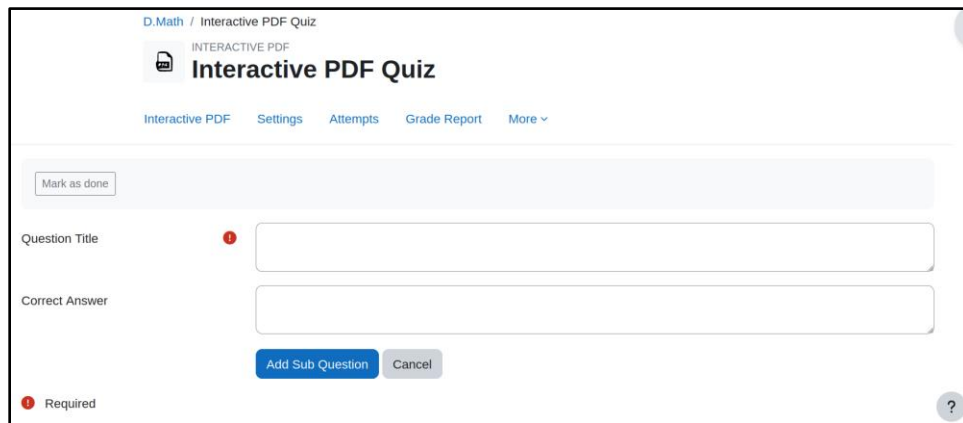 D.Math / Interactive PDF Quiz
INTERACTIVE PDF
Interactive PDF Quiz
Interactive PDF Settings Attempts Grade Report More
Mark as done
Question Title !
Correct Answer
Add Sub Question Cancel
! Required
?